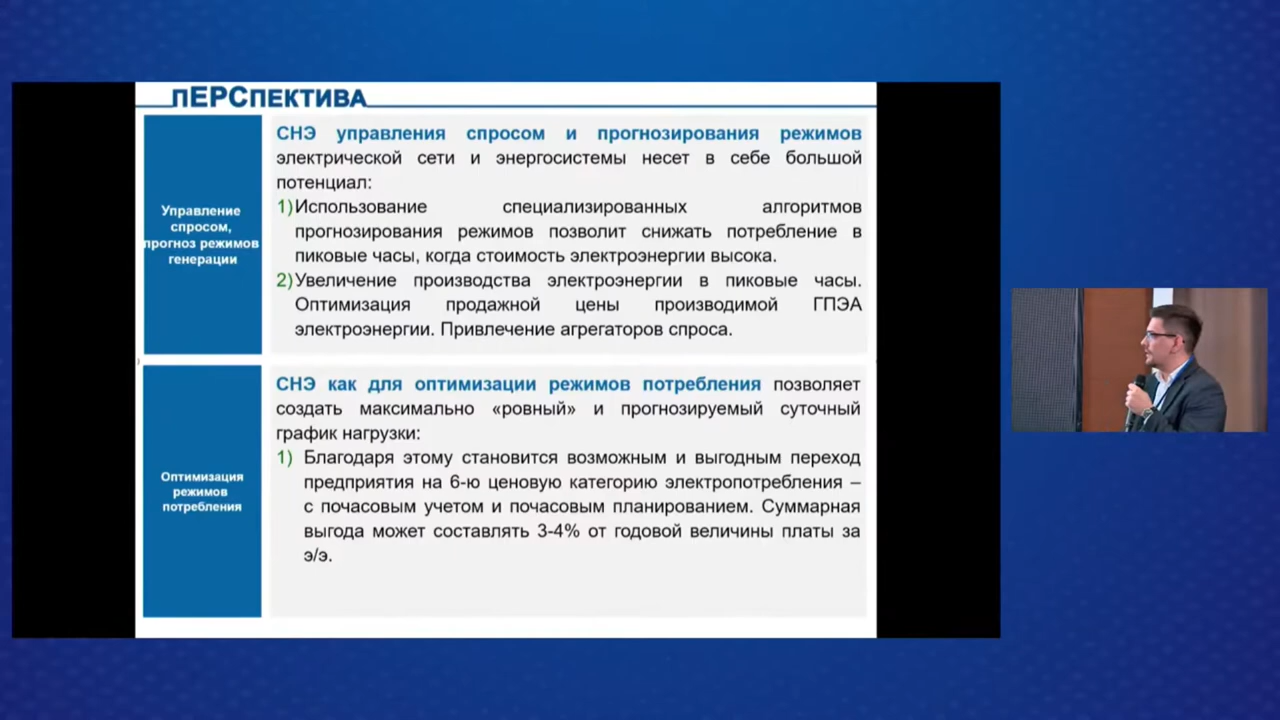 ПЕРСПЕКТИВА
Управление
спросом,
прогноз режимов
генерации
СНЭ управления спросом и прогнозирования режимов
электрической сети и энергосистемы несет в себе большой
потенциал:
1) Использование специализированных алгоритмов
прогнозирования режимов позволит снижать потребление в
пиковые часы, когда стоимость электроэнергии высока.
2) Увеличение производства электроэнергии в пиковые часы.
Оптимизация продажной цены производимой ГПЭА
электроэнергии. Привлечение агрегаторов спроса.
Оптимизация
режимов
потребления
СНЭ как для оптимизации режимов потребления позволяет
создать максимально «ровный» и прогнозируемый суточный
график нагрузки:
1) Благодаря этому становится возможным и выгодным переход
предприятия на 6-ю ценовую категорию электропотребления –
с почасовым учетом и почасовым планированием. Суммарная
выгода может составлять 3-4% от годовой величины платы за
э/э.